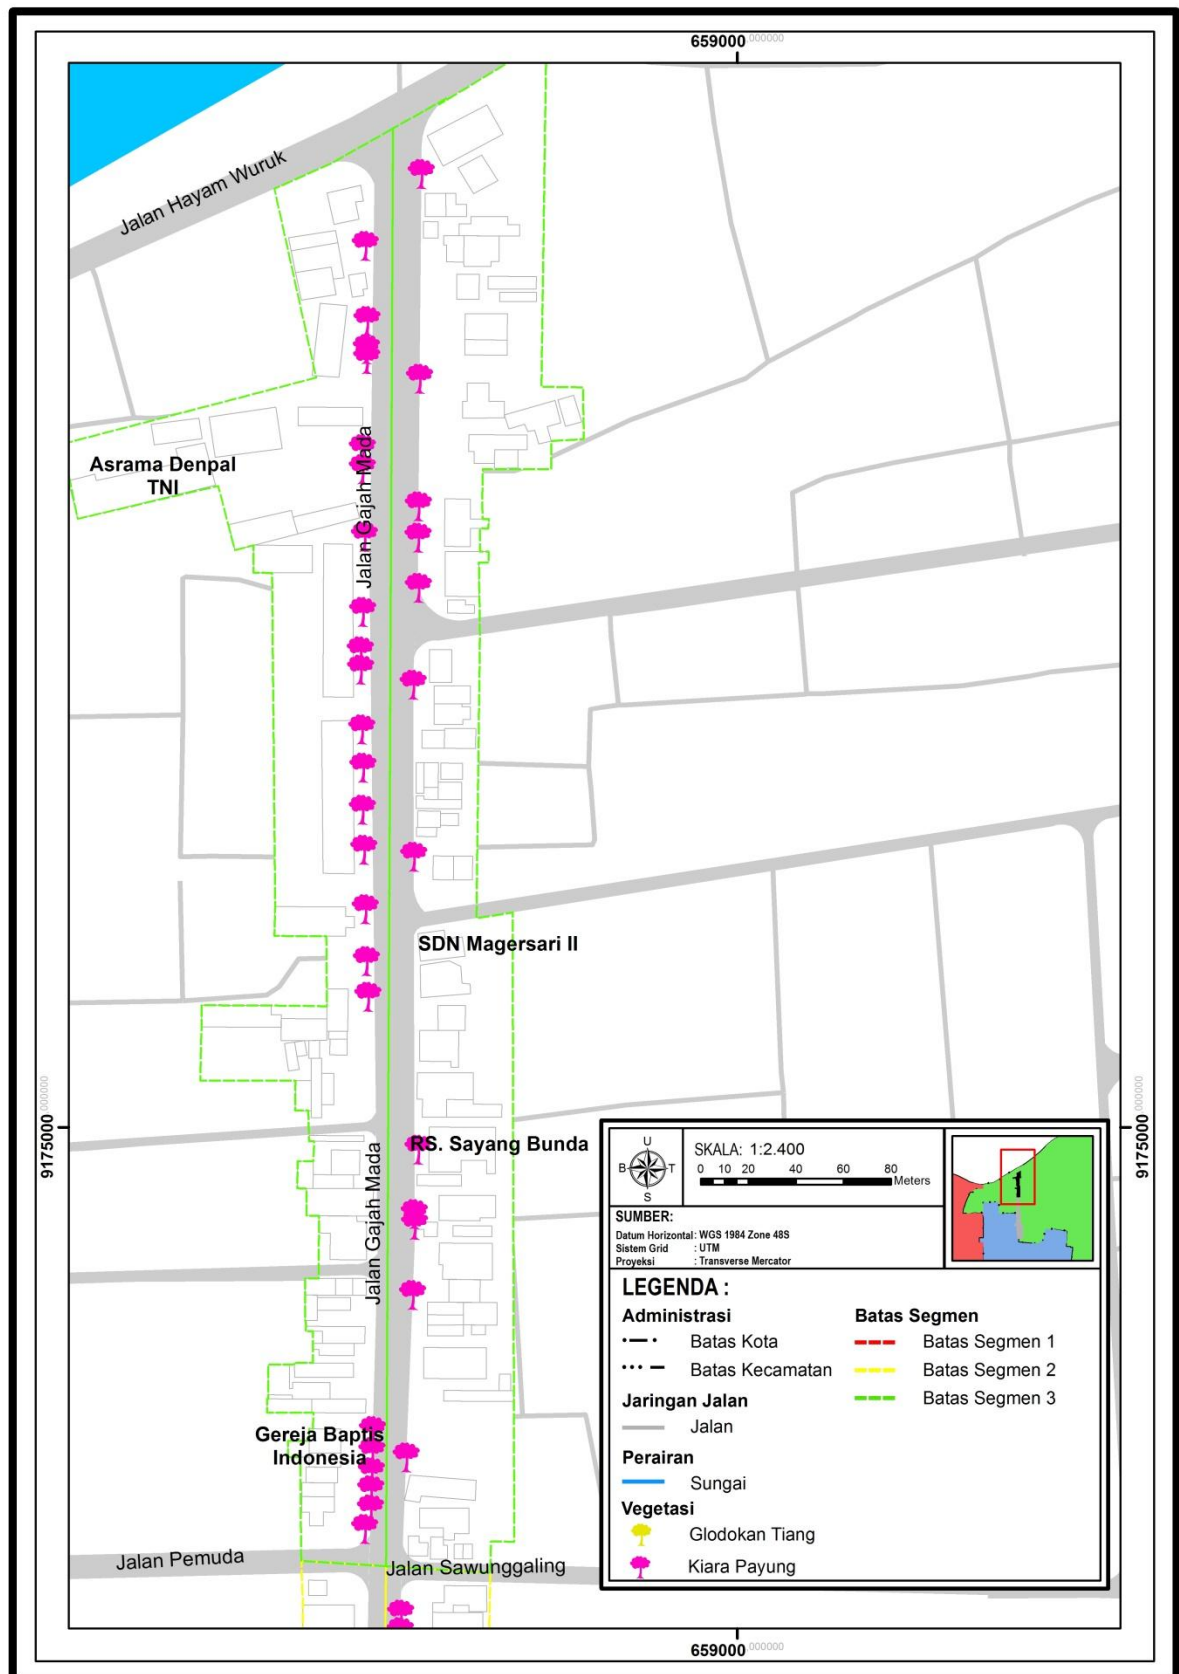 659000.000000
Jalan Hayam Wuruk
Asrama Denpal
TNI
Jalan Gajah Mada
SDN Magersari II
9175000.000000
9175000.000000
RS. Sayang Bunda
Jalan Gajah Mada
Gereja Baptis
Indonesia
Jalan Pemuda
Jalan Sawunggaling
U
B
T
S
SKALA: 1:2.400
0 10 20 40 60 80
Meters
SUMBER:
Datum Horizontal : WGS 1984 Zone 48S
Sistem Grid : UTM
Proyeksi : Transverse Mercator
LEGENDA :
Administrasi
Batas Kota
Batas Kecamatan
Jaringan Jalan
Jalan
Perairan
Sungai
Vegetasi
Glodokan Tiang
Kiara Payung
Batas Segmen
Batas Segmen 1
Batas Segmen 2
Batas Segmen 3
659000.000000